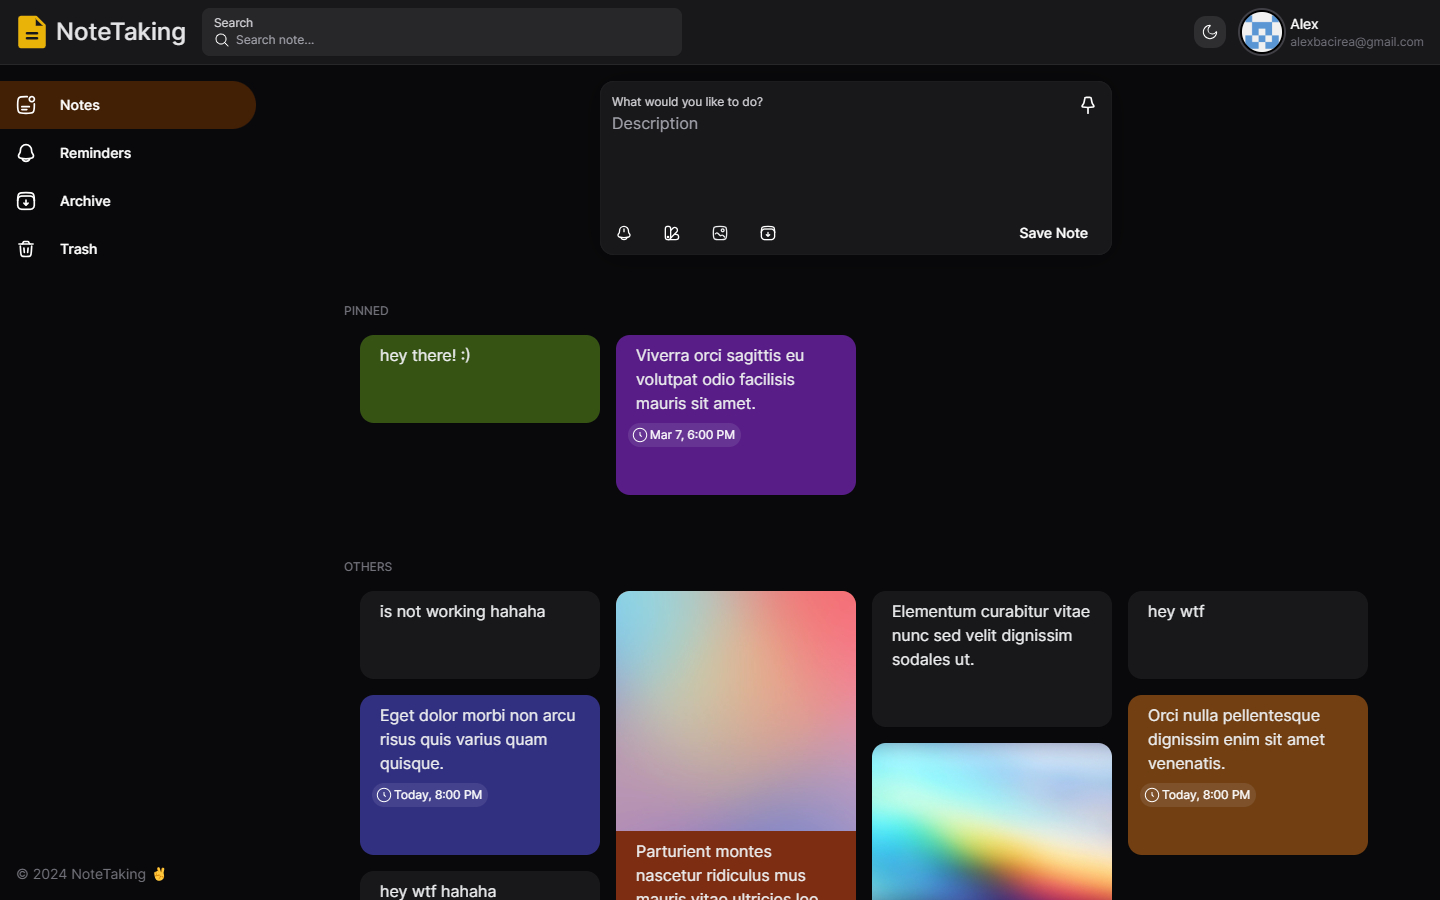 NoteTaking
Search
Search note...
Alex
alexbacirea@gmail.com
Notes
Reminders
Archive
Trash
What would you like to do?
Description
Save Note
PINNED
hey there! :)
Viverra orci sagittis eu
volutpat odio facilisis
mauris sit amet.
Mar 7, 6:00 PM
OTHERS
is not working hahaha
Eget dolor morbi non arcu
risus quis varius quam
quisque.
Today, 8:00 PM
hey wtf hahaha
Parturient montes
nascetur ridiculus mus
mauris vitae ultricies leo
Elementum curabitur vitae
nunc sed velit dignissim
sodales ut.
hey wtf
Orci nulla pellentesque
dignissim enim sit amet
venenatis.
Today, 8:00 PM
© 2024 NoteTaking ✌️